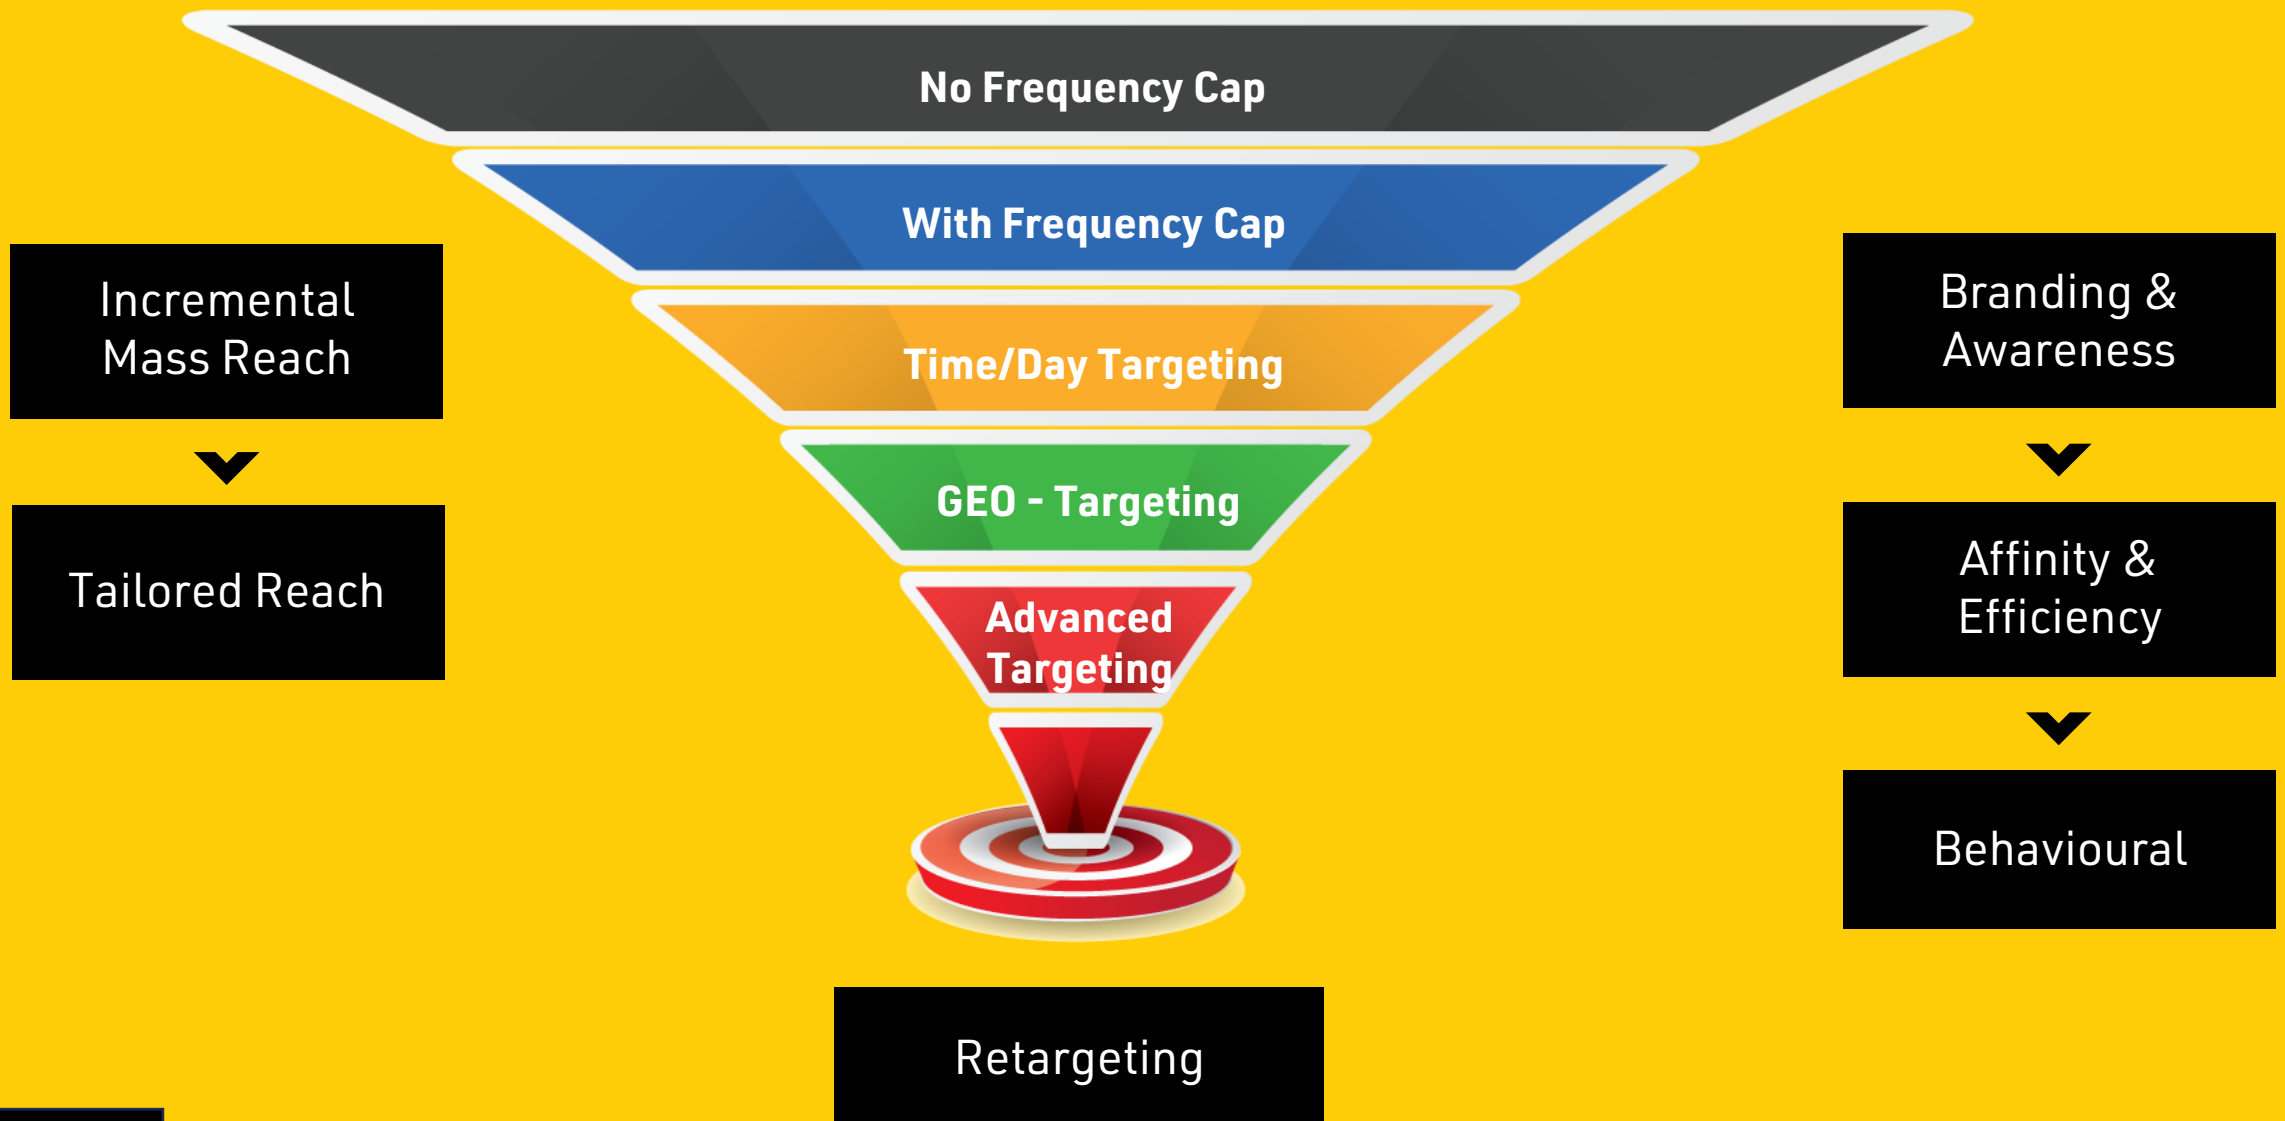 No Frequency Cap
With Frequency Cap
Time/Day Targeting
GEO - Targeting
Advanced
Targeting
Incremental
Mass Reach
Tailored Reach
Branding &
Awareness
Affinity &
Efficiency
Behavioural
Retargeting